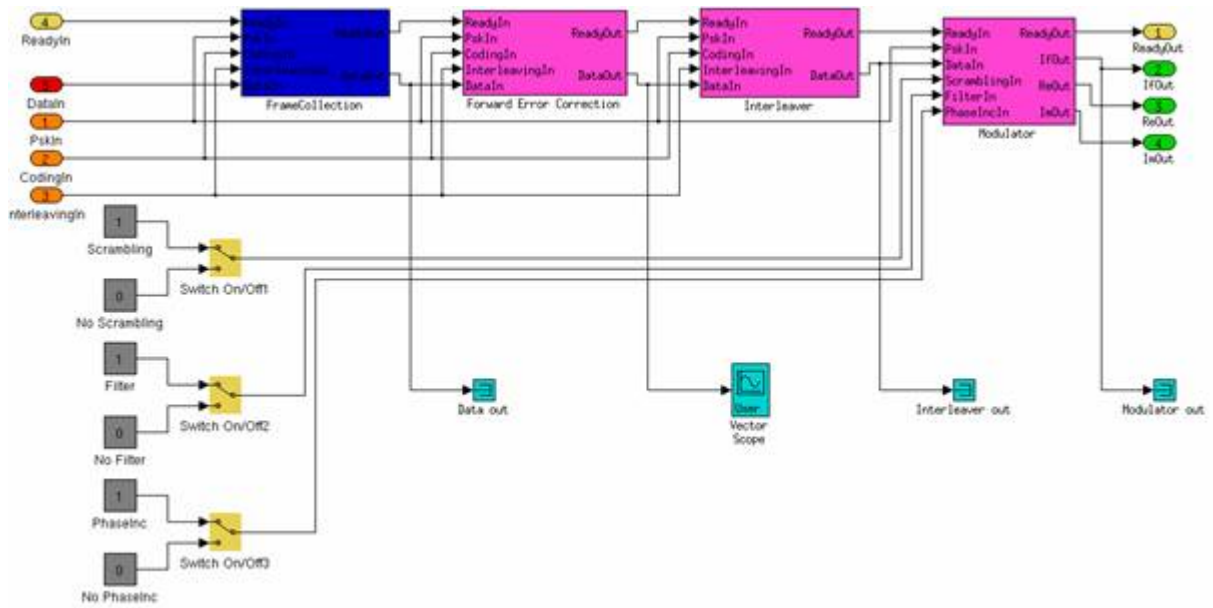 4
ReadyIn
DataIn
1
PskIn
2
CodingIn
3
nterleavingIn
ReadyIn
PskIn
FrameCollection
ReadyIn
PskIn
CodingIn
InterleavingIn
DataIn
ReadyOut
DataOut
Forward Error Correction
ReadyIn
PskIn
CodingIn
InterleavingIn
DataIn
ReadyOut
DataOut
Interleaver
ReadyIn
PskIn
DataIn
ScramblingIn
FilterIn
PhaseIncIn
ReadyOut
IfOut
ReOut
ImOut
Modulator
1
ReadyOut
2
IfOut
3
ReOut
4
ImOut
1
Scrambling
0
No Scrambling
Switch On/Off1
1
Filter
0
No Filter
Switch On/Off2
1
PhaseInc
0
No PhaseInc
Switch On/Off3
Data out
User
Vector
Scope
Interleaver out
Modulator out